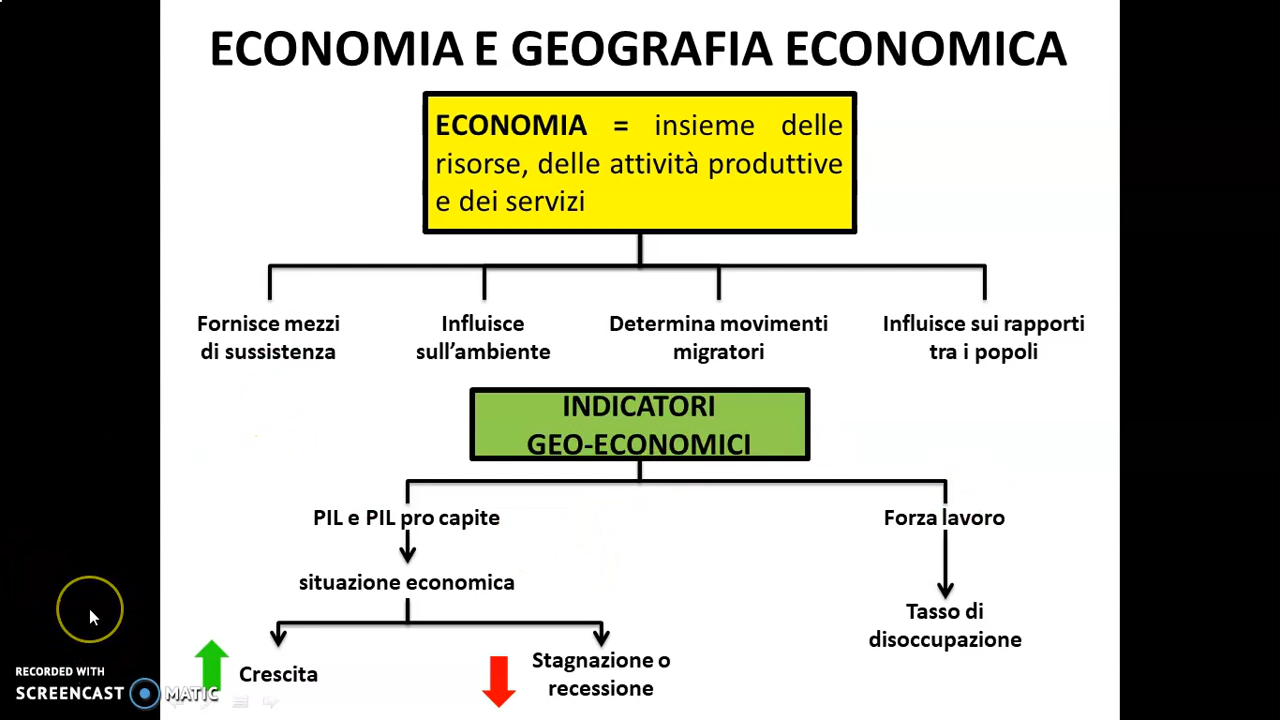 ECONOMIA E GEOGRAFIA ECONOMICA
ECONOMIA = insieme delle
risorse, delle attività produttive
e dei servizi
Fornisce mezzi
di sussistenza
Influisce
sull’ambiente
Determina movimenti
migratori
Influisce sui rapporti
tra i popoli
INDICATORI
GEO-ECONOMICI
PIL e PIL pro capite
Forza lavoro
situazione economica
Tasso di
disoccupazione
Crescita
Stagnazione o
recessione
RECORDED WITH
SCREENCAST MATIC